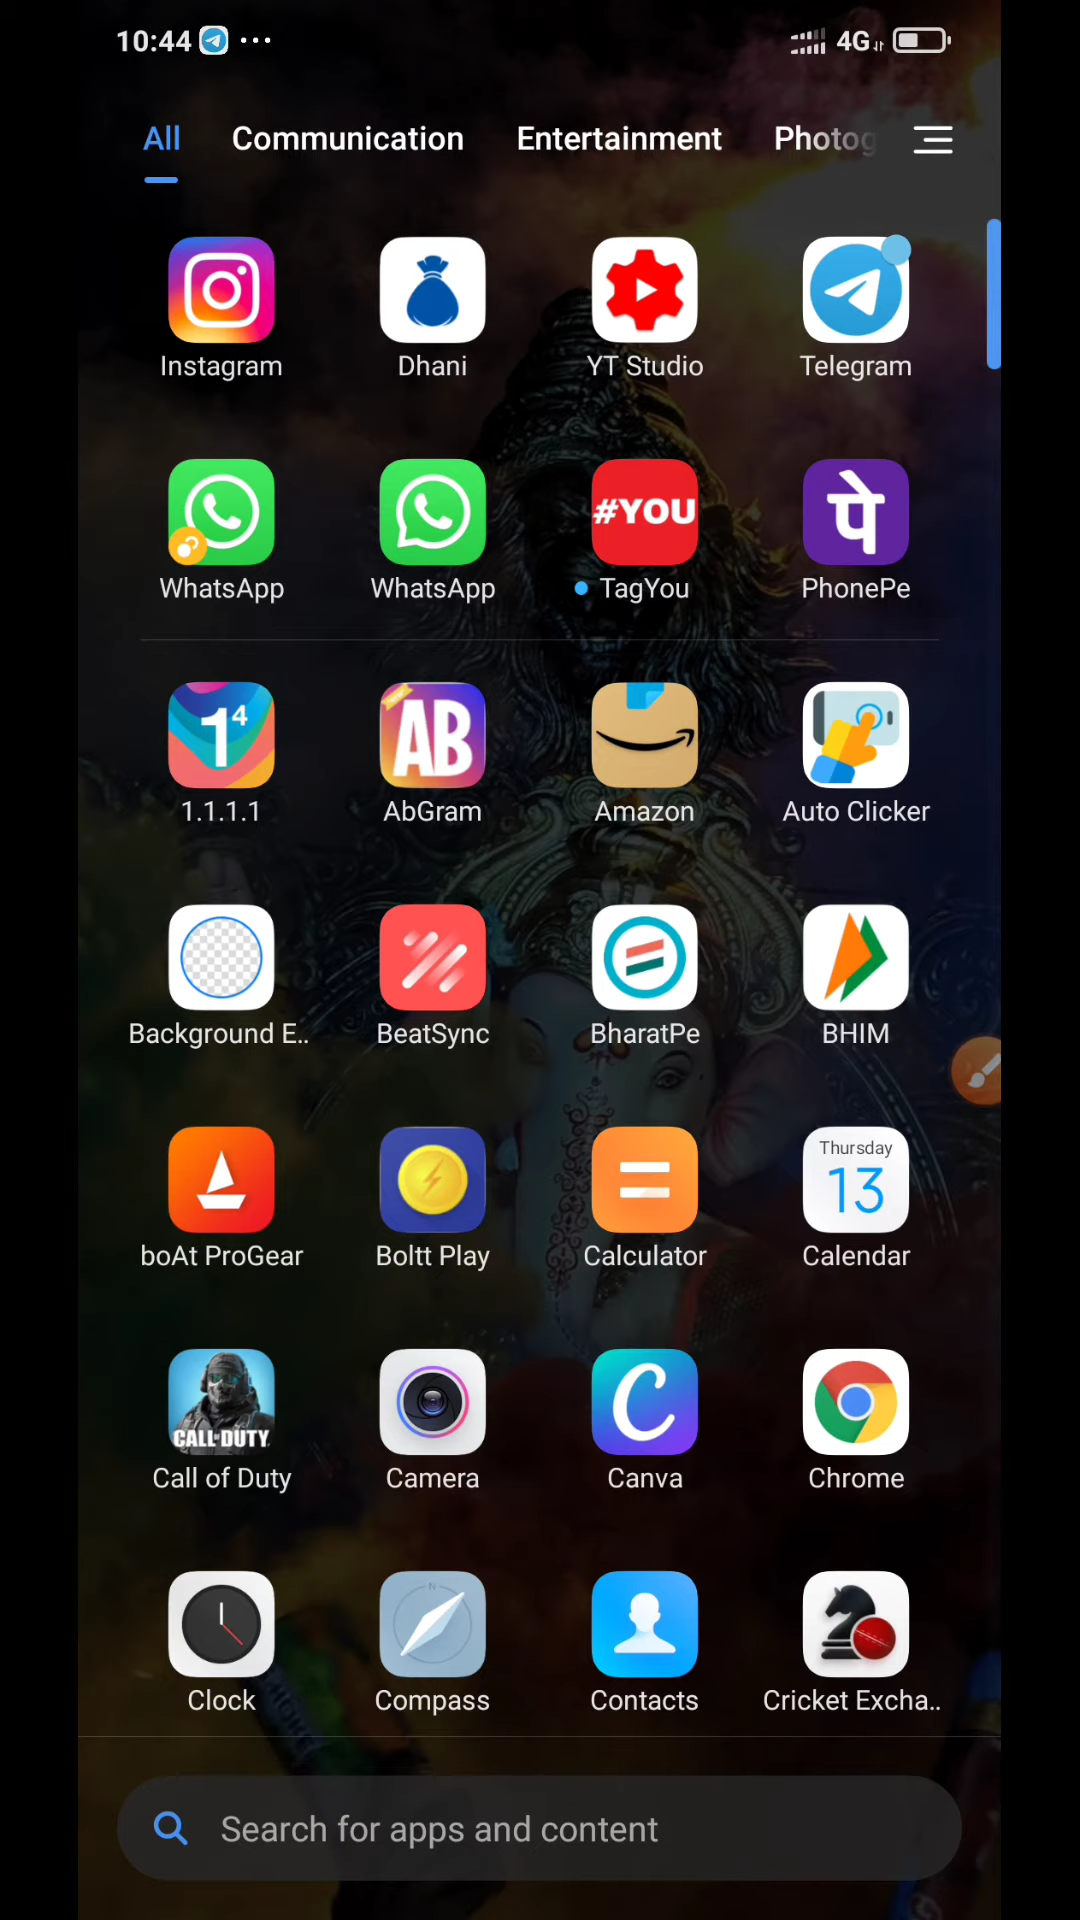 10:44 ... 4G
All Communication Entertainment Photog
Instagram Dhani YT Studio Telegram
#YOU पे
WhatsApp WhatsApp TagYou PhonePe
1⁴ AB
1.1.1.1 AbGram Amazon Auto Clicker
Background E.. BeatSync BharatPe BHIM
Thursday
13
boAt ProGear Boltt Play Calculator Calendar
CALL OF DUTY C
Call of Duty Camera Canva Chrome
N
Clock Compass Contacts Cricket Excha..
Search for apps and content